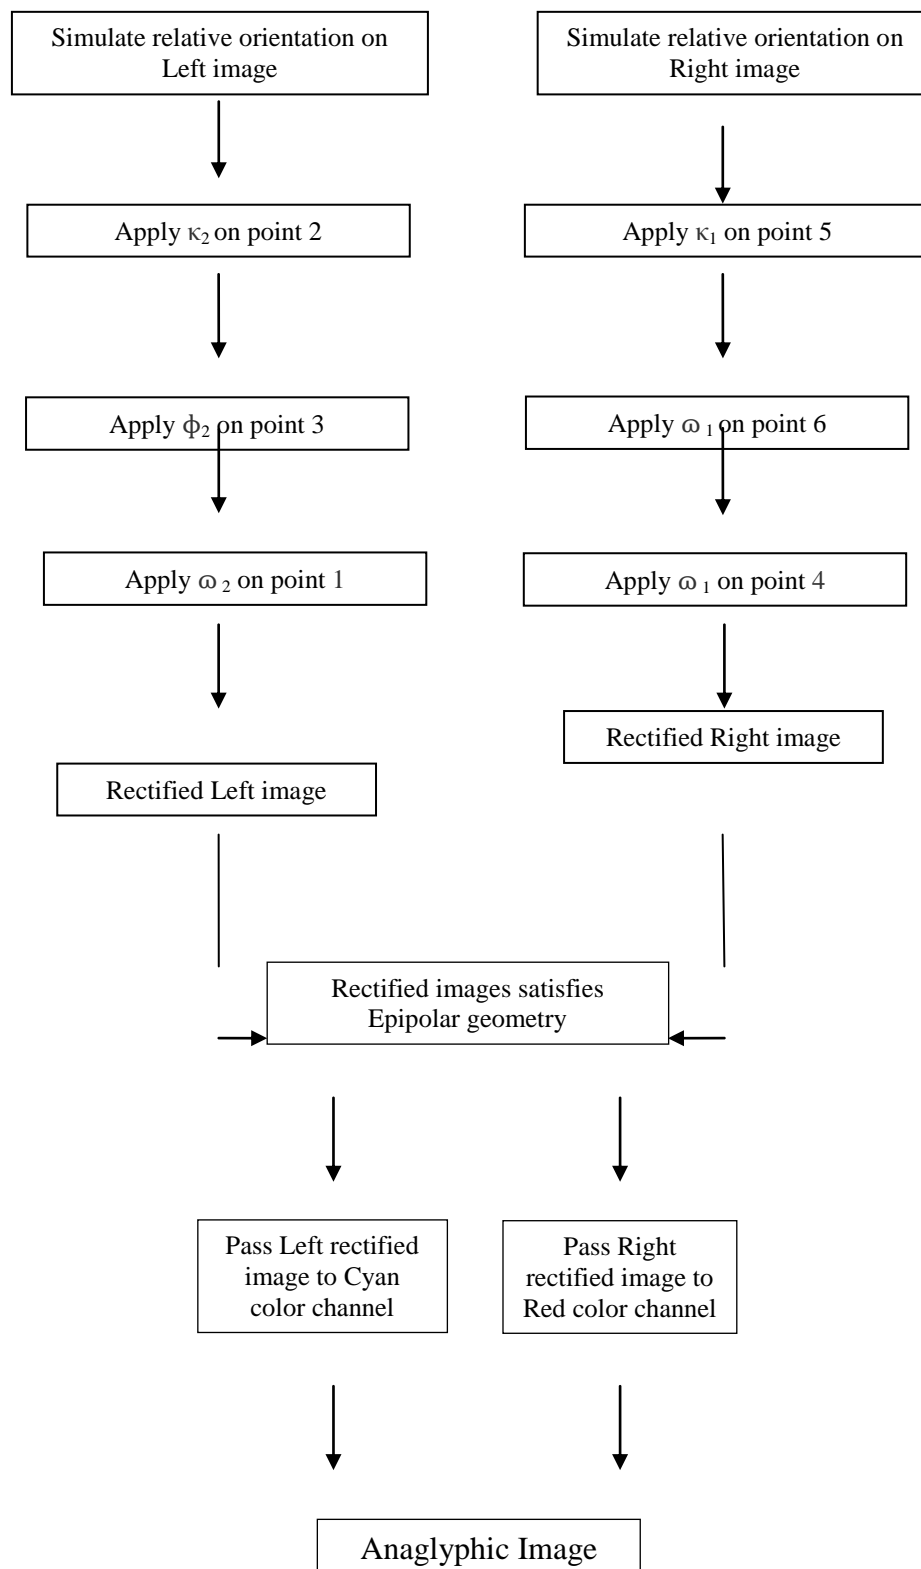 Simulate relative orientation on
Left image
Simulate relative orientation on
Right image
Apply κ₂ on point 2
Apply κ₁ on point 5
Apply ϕ₂ on point 3
Apply ϖ ₁ on point 6
Apply ϖ ₂ on point 1
Apply ϖ ₁ on point 4
Rectified Right image
Rectified Left image
Rectified images satisfies
Epipolar geometry
Pass Left rectified
image to Cyan
color channel
Pass Right
rectified image to
Red color channel
Anaglyphic Image